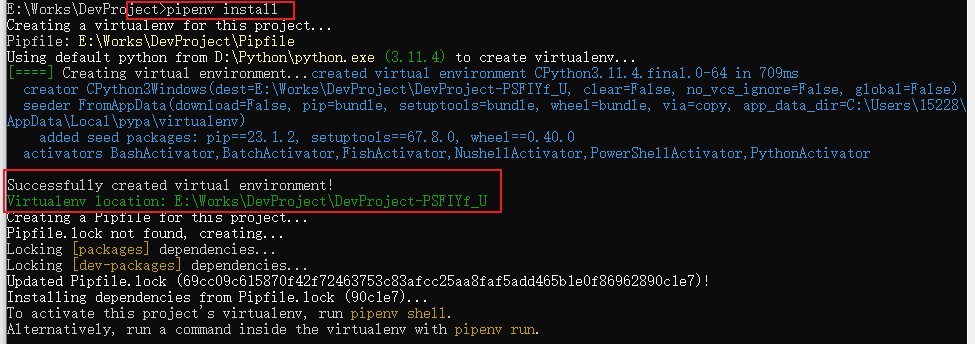 E:\Works\DevProject>pipenv install
Creating a virtualenv for this project...
Pipfile: E:\Works\DevProject\Pipfile
Using default python from D:\Python\python.exe (3.11.4) to create virtualenv...
[====] Creating virtual environment...created virtual environment CPython3.11.4.final.0-64 in 709ms
creator CPython3Windows(dest=E:\Works\DevProject\DevProject-PSFIYf_U, clear=False, no_vcs_ignore=False, global=False)
seeder FromAppData(download=False, pip=bundle, setuptools=bundle, wheel=bundle, via=copy, app_data_dir=C:\Users\15228\
AppData\Local\pypa\virtualenv)
added seed packages: pip==23.1.2, setuptools==67.8.0, wheel==0.40.0
activators BashActivator,BatchActivator,FishActivator,NushellActivator,PowerShellActivator,PythonActivator
Successfully created virtual environment!
Virtualenv location: E:\Works\DevProject\DevProject-PSFIYf_U
Creating a Pipfile for this project...
Pipfile.lock not found, creating...
Locking [packages] dependencies...
Locking [dev-packages] dependencies...
Updated Pipfile.lock (69cc09c615870f42f72463753c83afcc25aa8faf5add465b1e0f86962890c1e7)!
Installing dependencies from Pipfile.lock (90c1e7)...
To activate this project's virtualenv, run pipenv shell.
Alternatively, run a command inside the virtualenv with pipenv run.